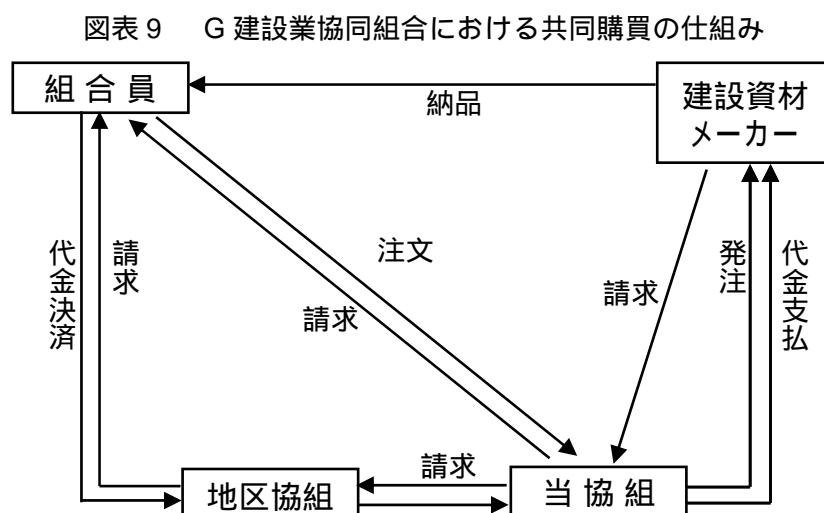 図表9 G建設業協同組合における共同購買の仕組み
組合員
納品
建設資材
メーカー
代金決済
請求
注文
請求
請求
発注
代金支払
地区協組
請求
当協組